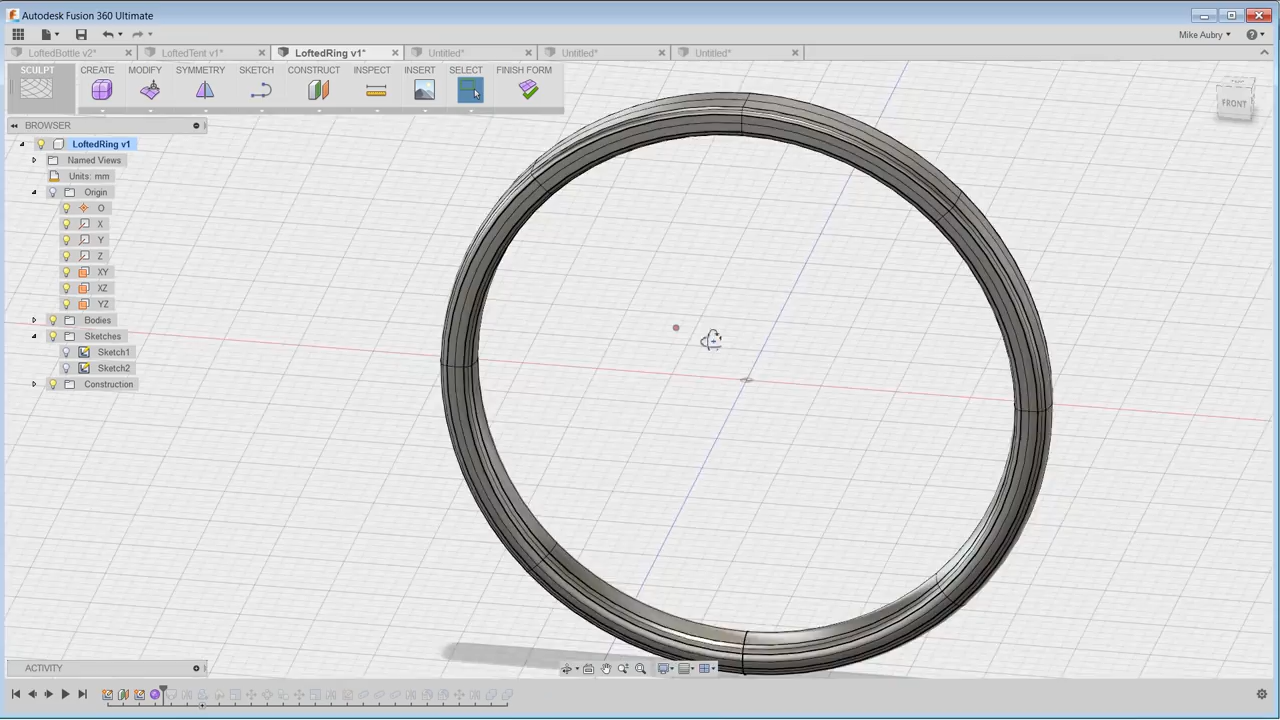 Autodesk Fusion 360 Ultimate
Mike Aubry
LoftedBottle v2*
LoftedTent v1*
LoftedRing v1*
Untitled*
Untitled*
Untitled*
SCULPT
CREATE
MODIFY
SYMMETRY
SKETCH
CONSTRUCT
INSPECT
INSERT
SELECT
FINISH FORM
BROWSER
LoftedRing v1
Named Views
Units: mm
Origin
O
X
Y
Z
XY
XZ
YZ
Bodies
Sketches
Sketch1
Sketch2
Construction
FRONT
ACTIVITY